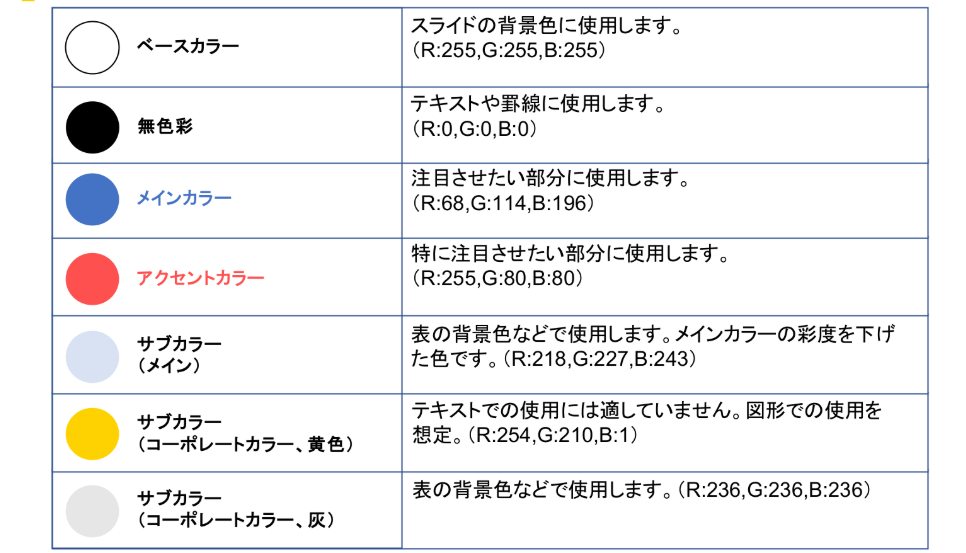 ベースカラー
スライドの背景色に使用します。
（R:255,G:255,B:255）
無色彩
テキストや罫線に使用します。
（R:0,G:0,B:0）
メインカラー
注目させたい部分に使用します。
（R:68,G:114,B:196）
アクセントカラー
特に注目させたい部分に使用します。
（R:255,G:80,B:80）
サブカラー
（メイン）
表の背景色などで使用します。メインカラーの彩度を下げ
た色です。（R:218,G:227,B:243）
サブカラー
（コーポレートカラー、黄色）
テキストでの使用には適していません。図形での使用を
想定。（R:254,G:210,B:1）
サブカラー
（コーポレートカラー、灰）
表の背景色などで使用します。（R:236,G:236,B:236）